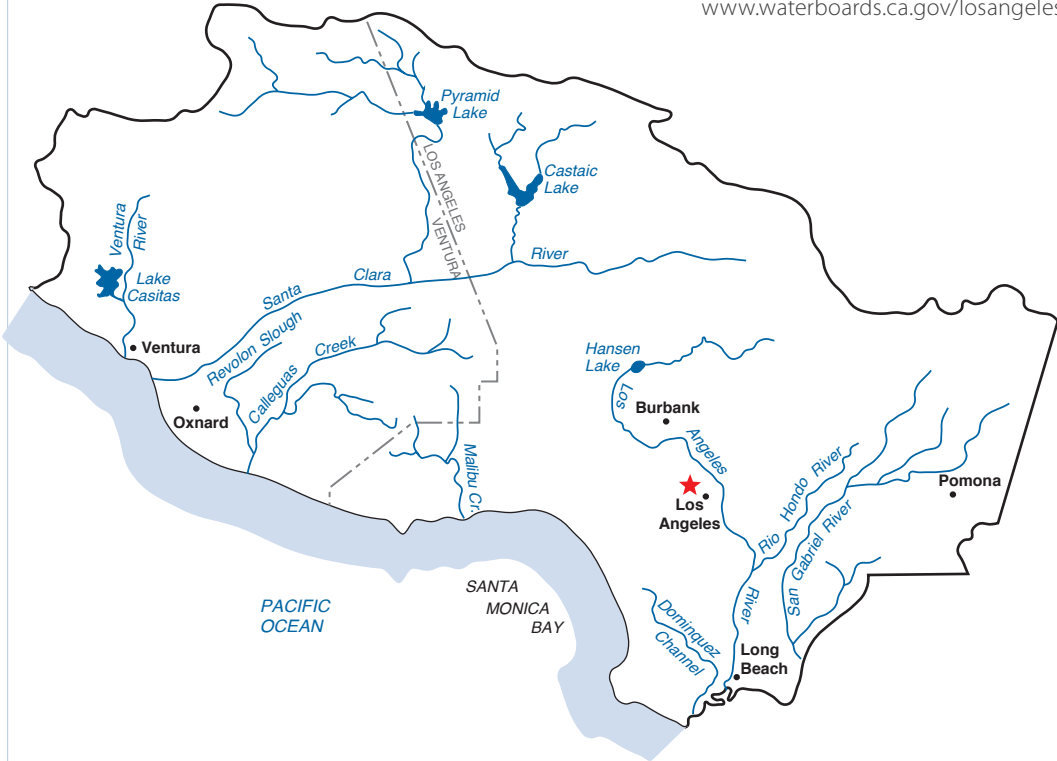 www.waterboards.ca.gov/losangeles
Pyramid
Lake
LOS ANGELES
VENTURA
Castaic
Lake
Ventura
River
Lake
Casitas
Santa
Clara
River
Ventura
Revolon Slough
Calleguas
Creek
Oxnard
Hansen
Lake
Los
Burbank
Angeles
River
Malibu Cr.
Los
Angeles
Rio Hondo River
San Gabriel River
Pomona
SANTA
MONICA
BAY
PACIFIC
OCEAN
Dominquez
Channel
Long
Beach